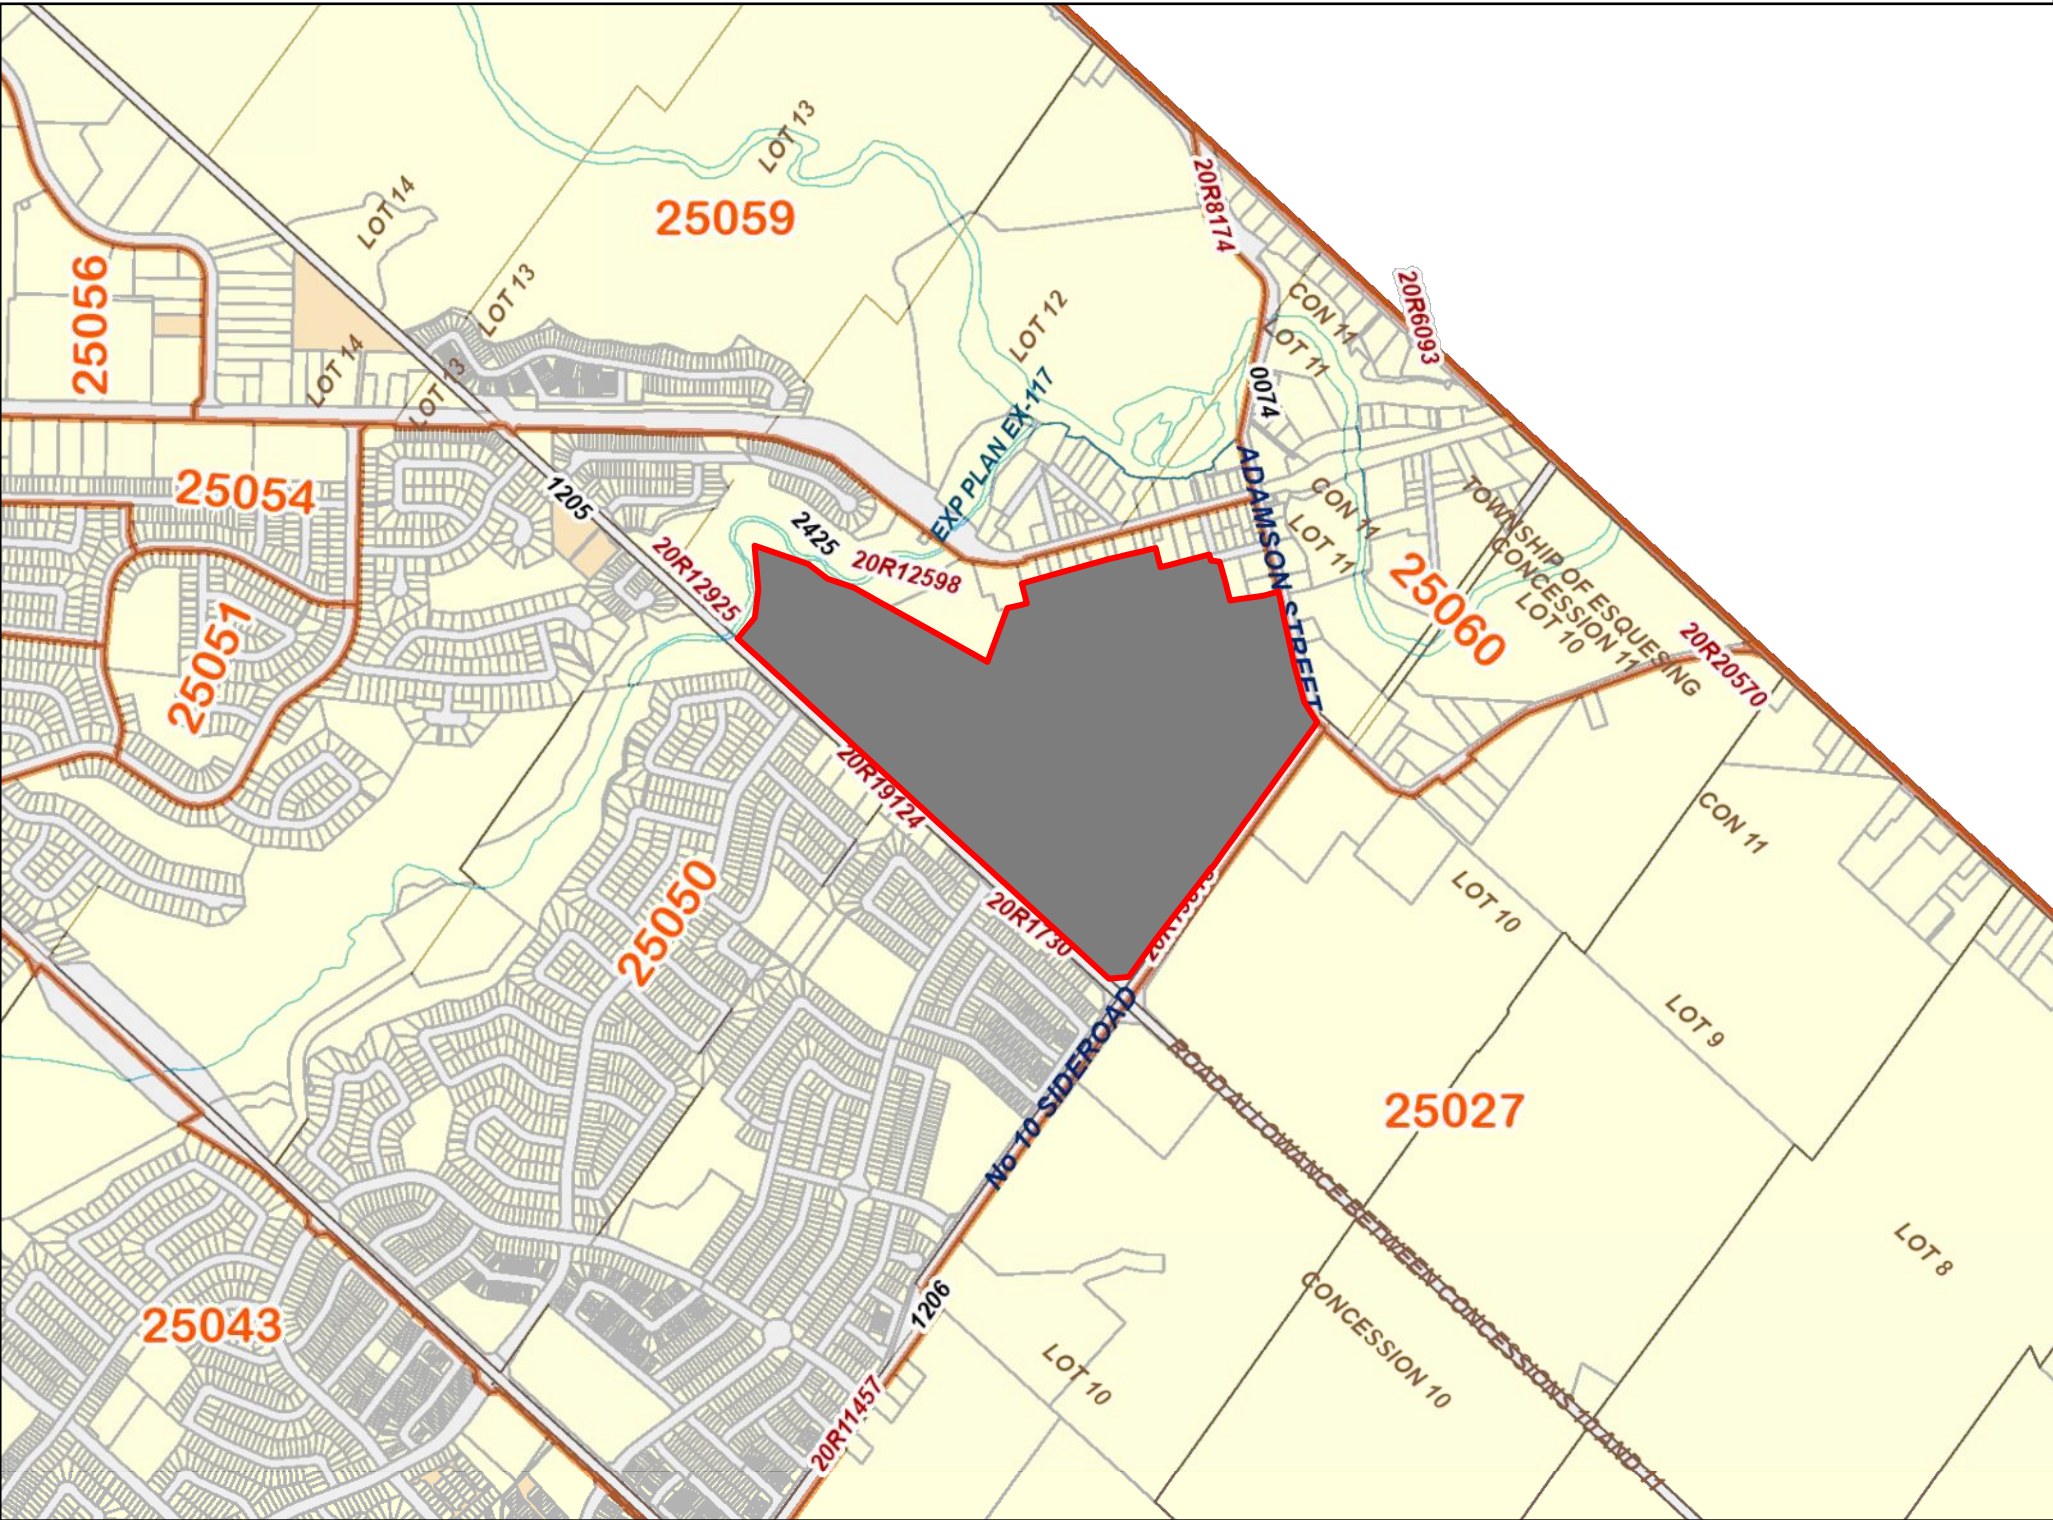 LOT 13
LOT 14
25059
20R8174
25056
LOT 13
CON 11
20R6093
LOT 12
LOT 11
LOT 14
LOT 13
EXP PLAN EX-117
0074
25054
1205
ADAMSON STREET
CON 11
LOT 11
TOWNSHIP OF ESQUESING
CONCESSION 11
LOT 10
2425
20R12598
20R12925
25060
25051
20R20570
20R19124
CON 11
25050
LOT 10
20R1730
No 10 SIDEROAD
LOT 9
ROAD ALLOWANCE BETWEEN CONCESSIONS 10 AND 11
25027
LOT 8
25043
1206
CONCESSION 10
LOT 10
20R11457